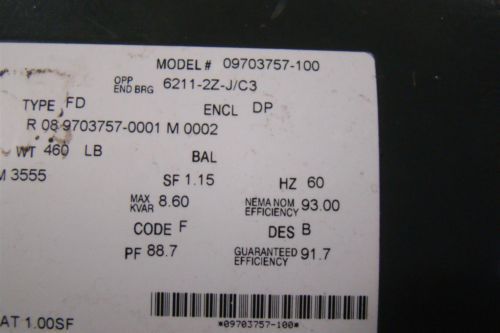 MODEL# 09703757-100
OPP END BRG 6211-2Z-J/C3
TYPE FD ENCL DP
R 08 9703757-0001 M 0002
WT 460 LB BAL
M 3555 SF 1.15 HZ 60
MAX KVAR 8.60 NEMA NOM EFFICIENCY 93.00
CODE F DES B
PF 88.7 GUARANTEED EFFICIENCY 91.7
AT 1.00SF
*09703757-100*